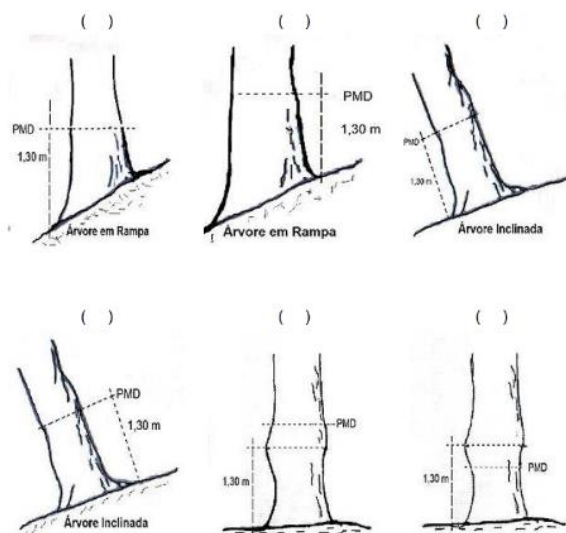 ( )
( )
( )
PMD
1,30 m
Árvore em Rampa
PMD
1,30 m
Árvore em Rampa
PMD
1,30 m
Árvore Inclinada
( )
( )
( )
PMD
1,30 m
Árvore Inclinada
PMD
1,30 m
PMD
1,30 m